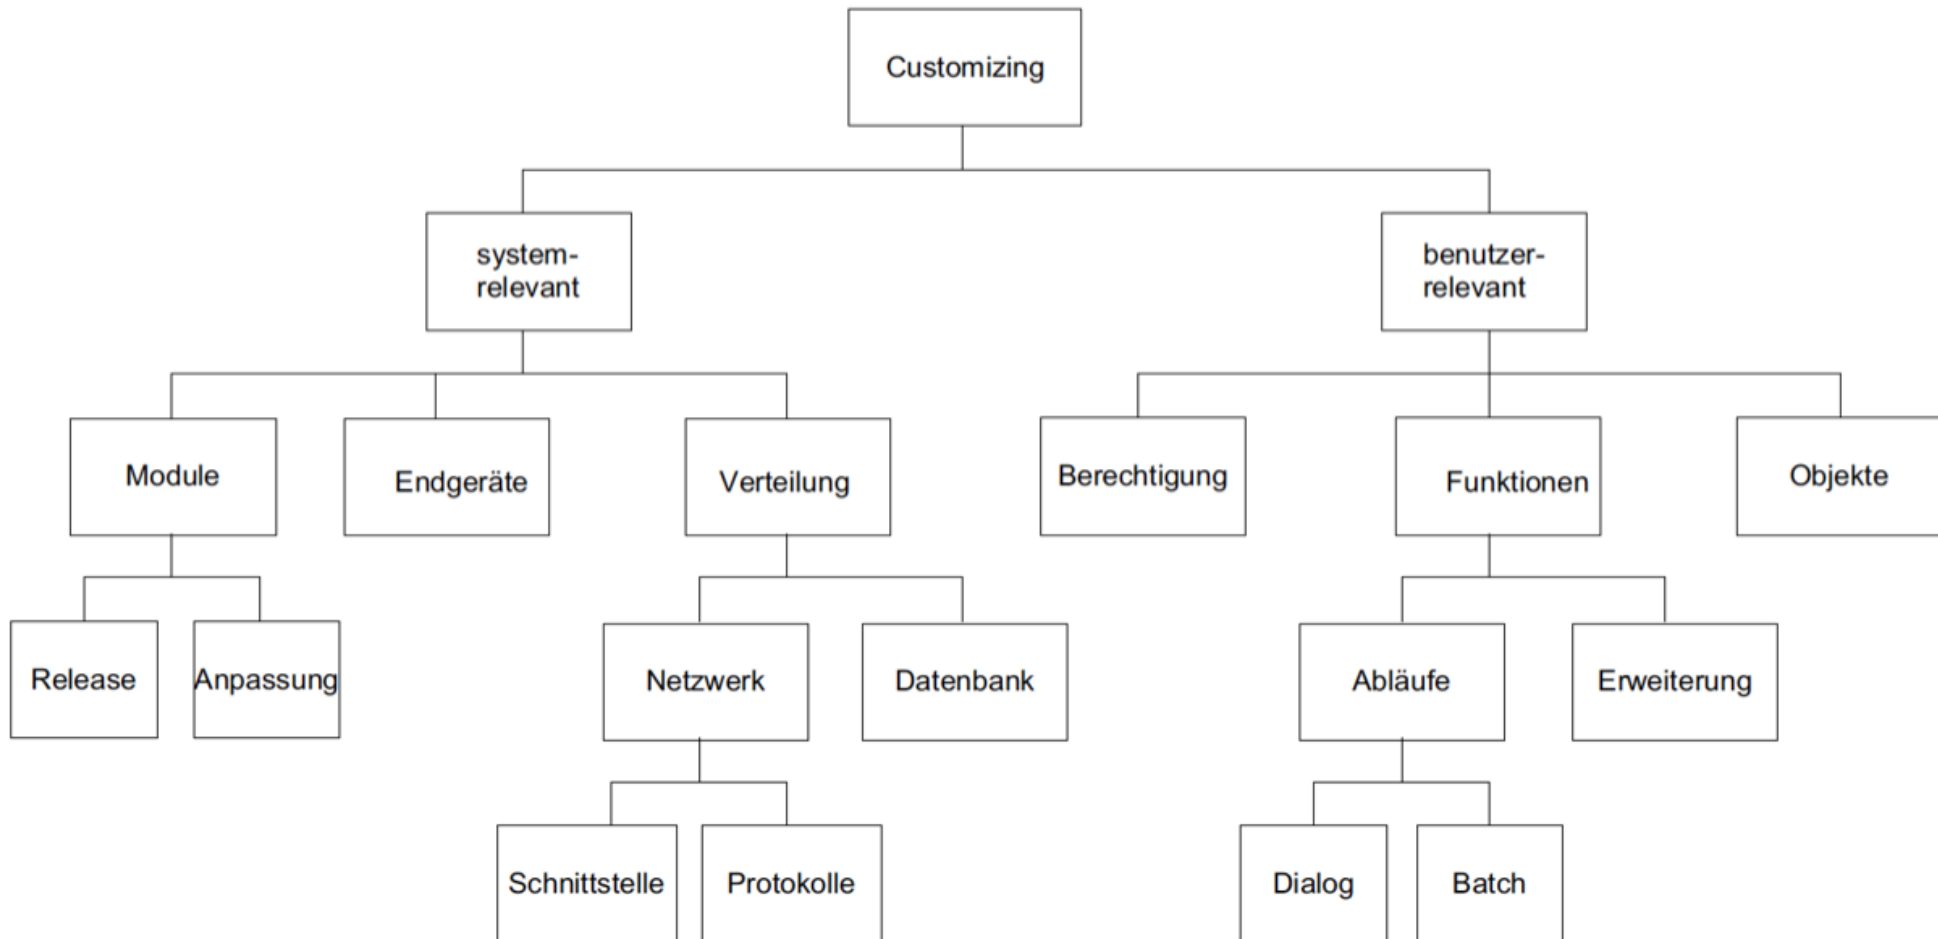 Customizing
system-
relevant
benutzer-
relevant
Module
Endgeräte
Verteilung
Berechtigung
Funktionen
Objekte
Release
Anpassung
Netzwerk
Datenbank
Abläufe
Erweiterung
Schnittstelle
Protokolle
Dialog
Batch